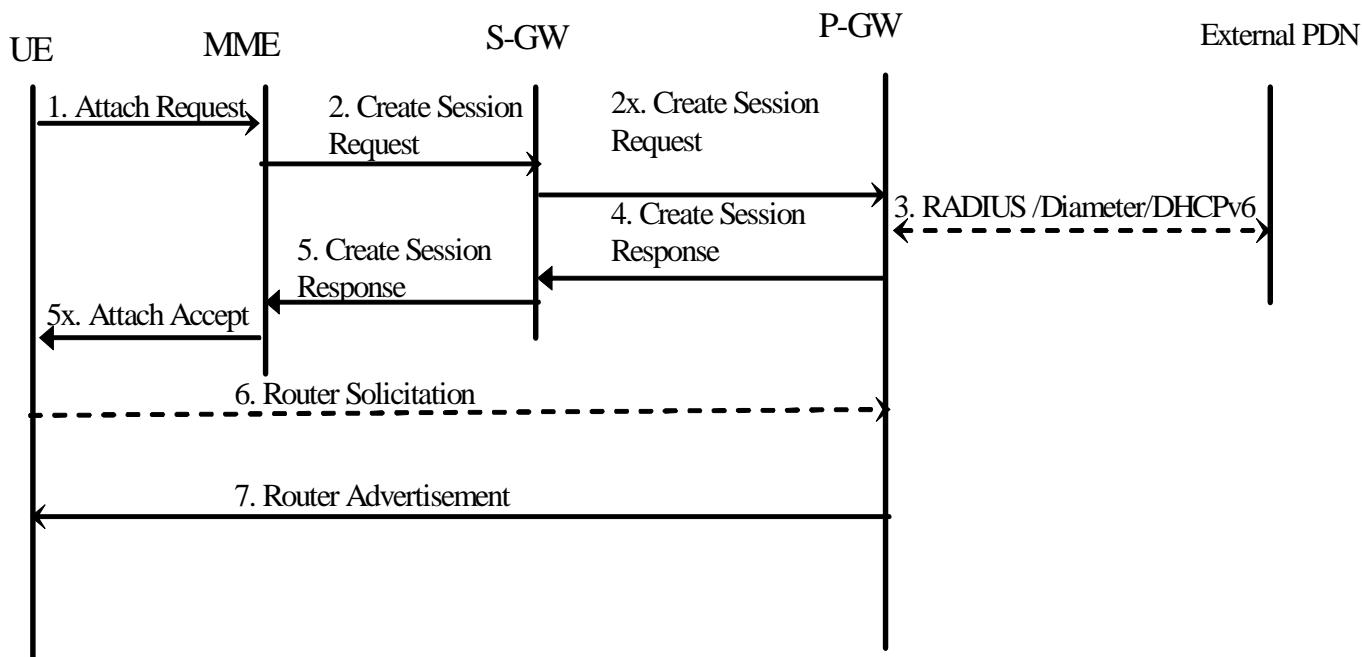 UE
MME
S-GW
P-GW
External PDN
1. Attach Request
2. Create Session
Request
2x. Create Session
Request
3. RADIUS /Diameter/DHCPv6
4. Create Session
Response
5. Create Session
Response
5x. Attach Accept
6. Router Solicitation
7. Router Advertisement